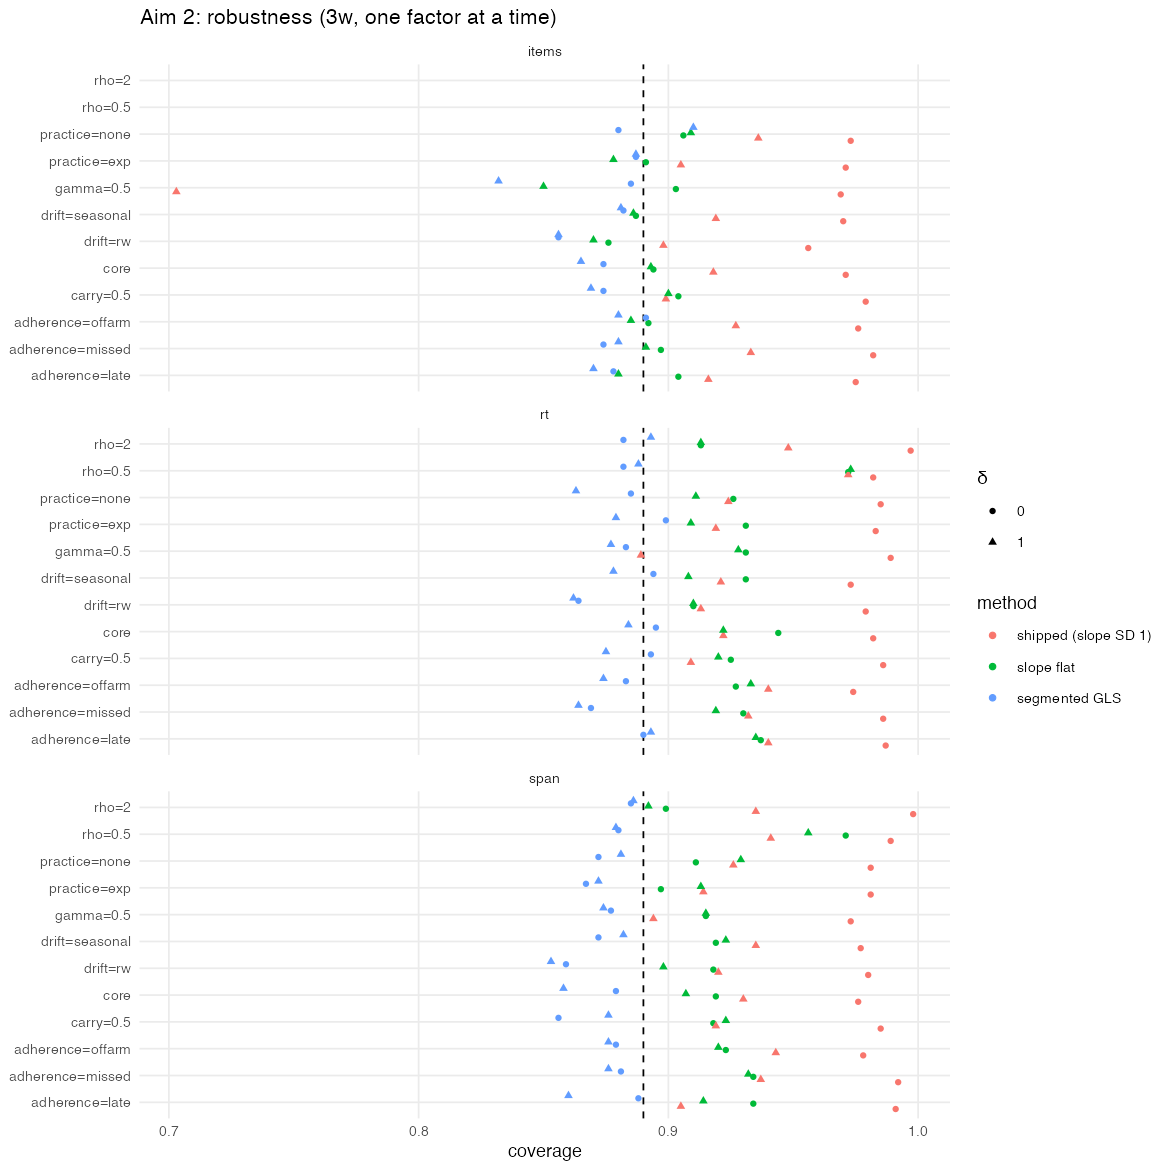 Aim 2: robustness (3w, one factor at a time)
items
rho=2
rho=0.5
practice=none
practice=exp
gamma=0.5
drift=seasonal
drift=rw
core
carry=0.5
adherence=offarm
adherence=missed
adherence=late
rt
rho=2
rho=0.5
practice=none
practice=exp
gamma=0.5
drift=seasonal
drift=rw
core
carry=0.5
adherence=offarm
adherence=missed
adherence=late
span
rho=2
rho=0.5
practice=none
practice=exp
gamma=0.5
drift=seasonal
drift=rw
core
carry=0.5
adherence=offarm
adherence=missed
adherence=late
0.7 0.8 0.9 1.0
coverage
δ
0
1
method
shipped (slope SD 1)
slope flat
segmented GLS